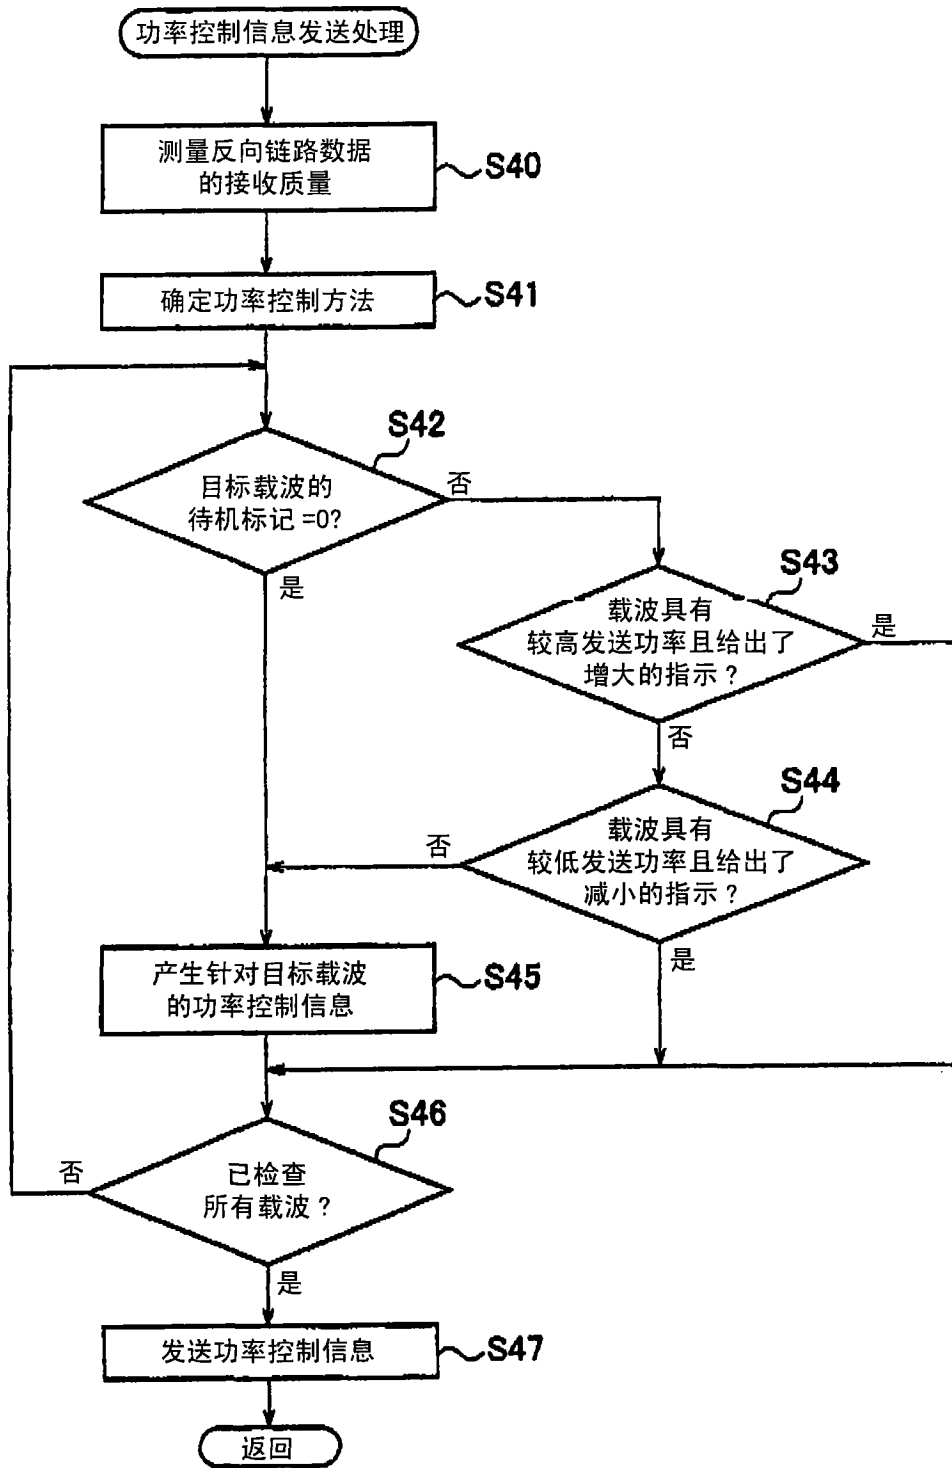 功率控制信息发送处理
测量反向链路数据
的接收质量
S40
确定功率控制方法
S41
S42
目标载波的
待机标记=0?
否
是
S43
载波具有
较高发送功率且给出了
增大的指示?
是
否
S44
载波具有
较低发送功率且给出了
减小的指示?
否
是
产生针对目标载波
的功率控制信息
S45
S46
已检查
所有载波?
否
是
发送功率控制信息
S47
返回